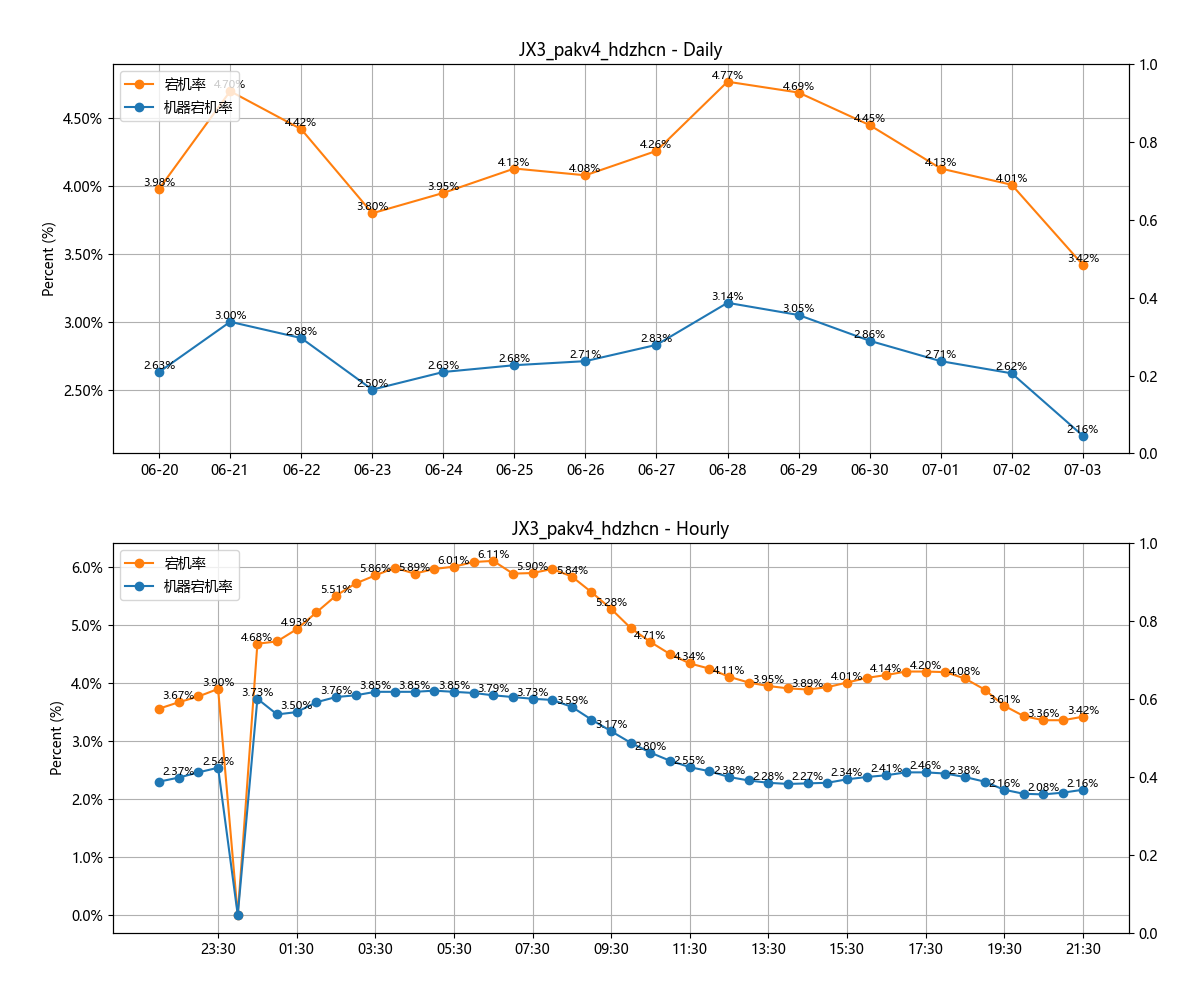 JX3_pakv4_hdzhcn - Daily
宕机率
机器宕机率
Percent (%)
4.50%
4.00%
3.50%
3.00%
2.50%
1.0
0.8
0.6
0.4
0.2
0.0
3.98% 4.70% 4.42% 3.80% 3.95% 4.13% 4.08% 4.26% 4.77% 4.69% 4.45% 4.13% 4.01% 3.42%
2.63% 3.00% 2.88% 2.50% 2.63% 2.68% 2.71% 2.83% 3.14% 3.05% 2.86% 2.71% 2.62% 2.16%
06-20 06-21 06-22 06-23 06-24 06-25 06-26 06-27 06-28 06-29 06-30 07-01 07-02 07-03
JX3_pakv4_hdzhcn - Hourly
宕机率
机器宕机率
Percent (%)
6.0%
5.0%
4.0%
3.0%
2.0%
1.0%
0.0%
1.0
0.8
0.6
0.4
0.2
0.0
3.67% 3.90% 4.68% 4.93% 5.51% 5.86% 5.89% 6.01% 6.11% 5.90% 5.84% 5.28% 4.71% 4.34% 4.11% 3.95% 3.89% 4.01% 4.14% 4.20% 4.08% 3.61% 3.36% 3.42%
2.37% 2.54% 3.73% 3.50% 3.76% 3.85% 3.85% 3.85% 3.79% 3.73% 3.59% 3.17% 2.80% 2.55% 2.38% 2.28% 2.27% 2.34% 2.41% 2.46% 2.38% 2.16% 2.08% 2.16%
23:30 01:30 03:30 05:30 07:30 09:30 11:30 13:30 15:30 17:30 19:30 21:30